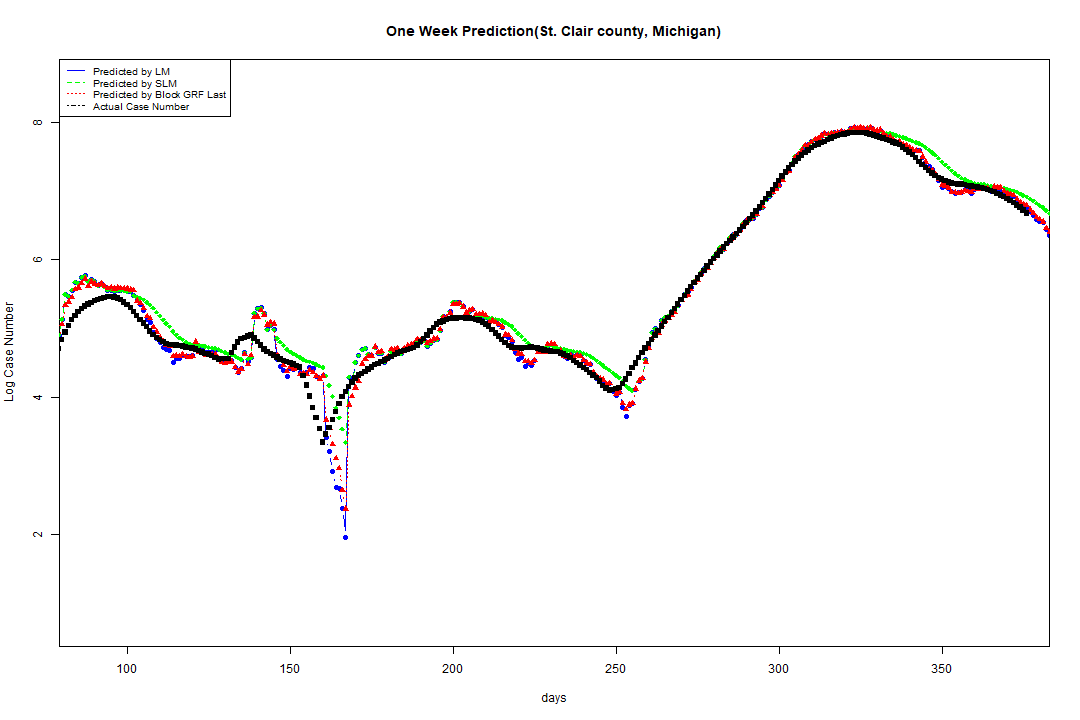 One Week Prediction(St. Clair county, Michigan)
Predicted by LM
Predicted by SLM
Predicted by Block GRF Last
Actual Case Number
8
6
4
2
Log Case Number
100 150 200 250 300 350
days